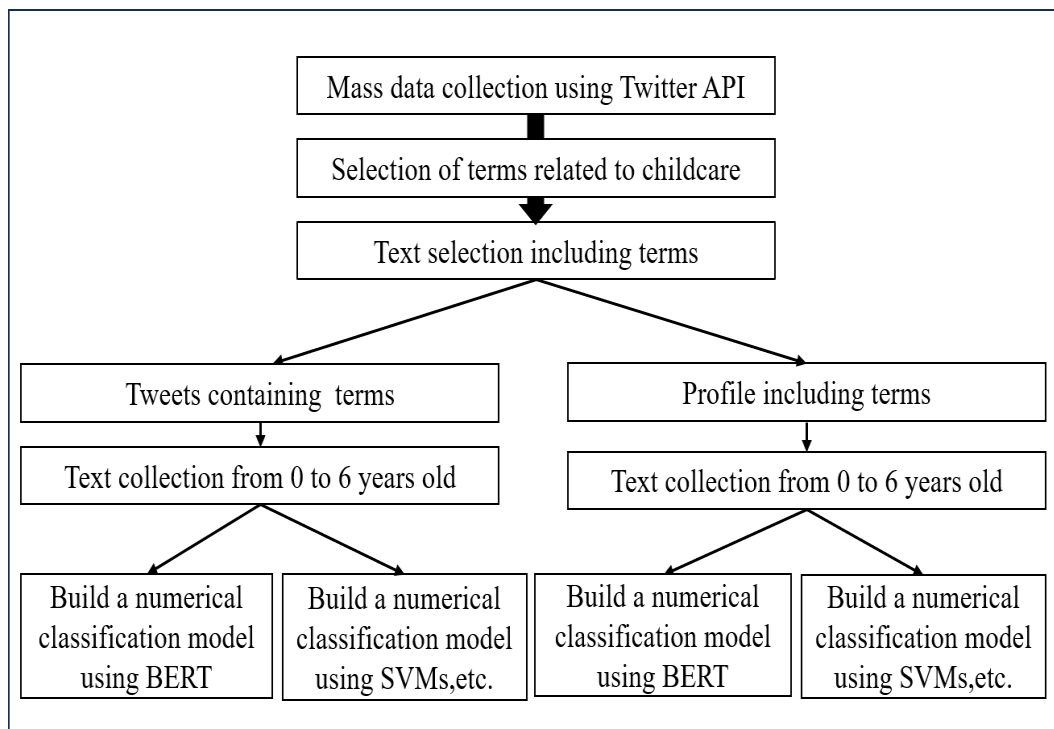 Mass data collection using Twitter API
Selection of terms related to childcare
Text selection including terms
Tweets containing  terms
Profile including terms
Text collection from 0 to 6 years old
Text collection from 0 to 6 years old
Build a numerical
classification model
using BERT
Build a numerical
classification model
using SVMs,etc.
Build a numerical
classification model
using BERT
Build a numerical
classification model
using SVMs,etc.